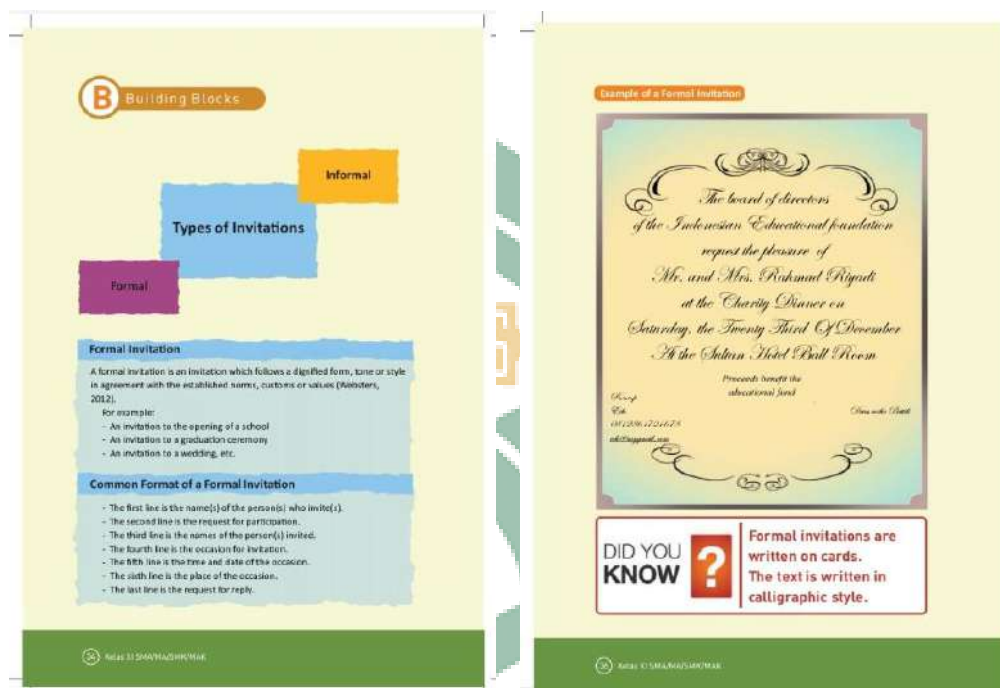 B Building Blocks
Informal
Types of Invitations
Formal
Formal Invitation
A formal invitation is an invitation which follows a dignified form, tone or style
in agreement with the established norms, customs or values (Websters,
2012).
For example:
- An invitation to the opening of a school
- An invitation to a graduation ceremony
- An invitation to a wedding, etc.
Common Format of a Formal Invitation
- The first line is the name(s) of the person(s) who invite(s).
- The second line is the request for participation.
- The third line is the names of the person(s) invited.
- The fourth line is the occasion for invitation.
- The fifth line is the time and date of the occasion.
- The sixth line is the place of the occasion.
- The last line is the request for reply.
34 Kelas XI SMA/MA/SMK/MAK
Example of a Formal Invitation
The board of directors
of the Indonesian Educational foundation
request the pleasure of
Mr. and Mrs. Rahmad Riyadi
at the Charity Dinner on
Saturday, the Twenty Third Of December
At the Sultan Hotel Ball Room
Proceeds benefit the
educational fund
Rsvp
Dress code: Batik
DID YOU
KNOW
?
Formal invitations are
written on cards.
The text is written in
calligraphic style.
Kelas XI SMA/MA/SMK/MAK